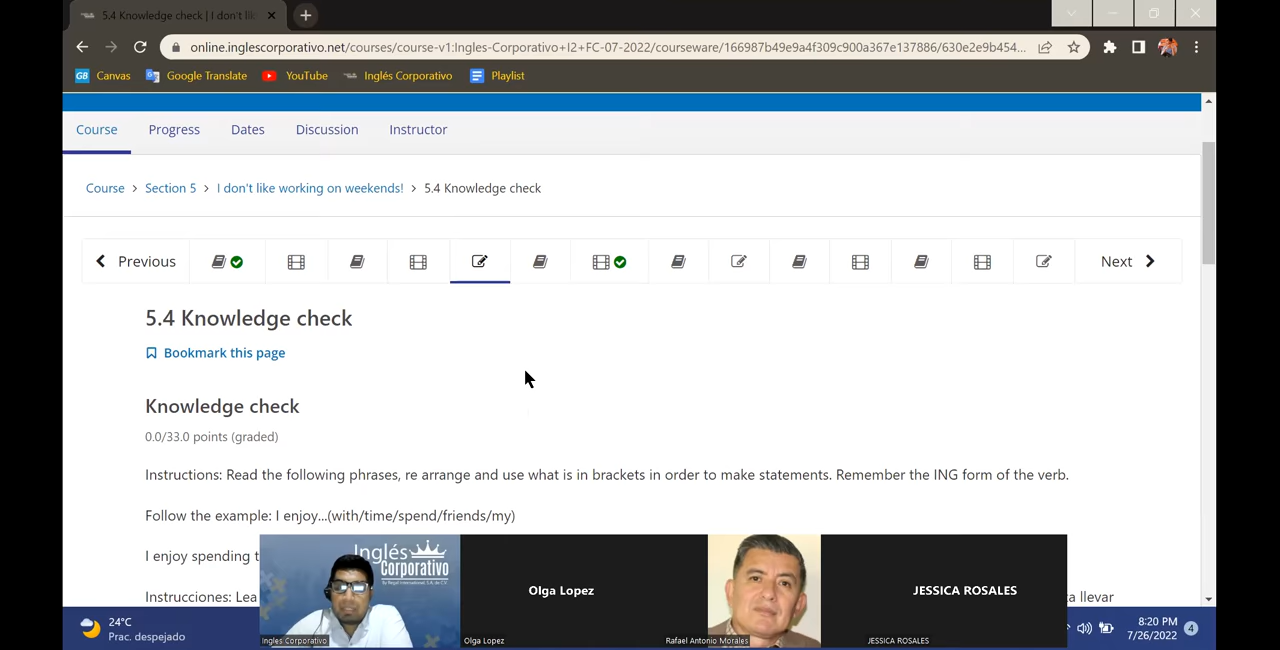 5.4 Knowledge check | I don't lik
online.inglescorporativo.net/courses/course-v1:Ingles-Corporativo+I2+FC-07-2022/courseware/166987b49e9a4f309c900a367e137886/630e2e9b454...
Canvas Google Translate YouTube Inglés Corporativo Playlist
Course Progress Dates Discussion Instructor
Course > Section 5 > I don't like working on weekends! > 5.4 Knowledge check
Previous Next
5.4 Knowledge check
Bookmark this page
Knowledge check
0.0/33.0 points (graded)
Instructions: Read the following phrases, re arrange and use what is in brackets in order to make statements. Remember the ING form of the verb.
Follow the example: I enjoy...(with/time/spend/friends/my)
I enjoy spending t
Instrucciones: Lea
a llevar
Inglés
Corporativo
Olga Lopez
JESSICA ROSALES
Ingles Corporativo
Olga Lopez
Rafael Antonio Morales
JESSICA ROSALES
24°C
Prac. despejado
8:20 PM
7/26/2022
4